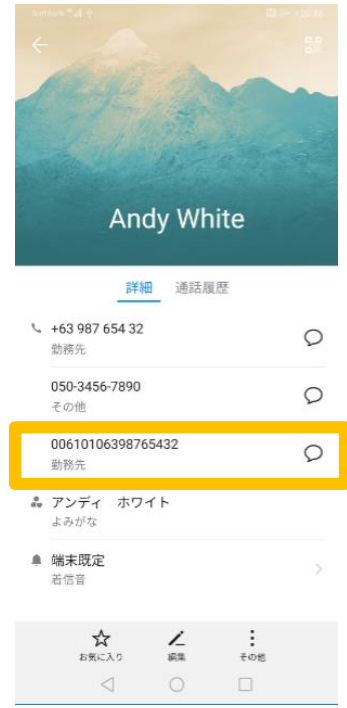 Andy White
詳細 通話履歴
+63 987 654 32
勤務先
050-3456-7890
その他
00610106398765432
勤務先
アンディ　ホワイト
よみがな
端末既定
着信音
お気に入り 編集 その他